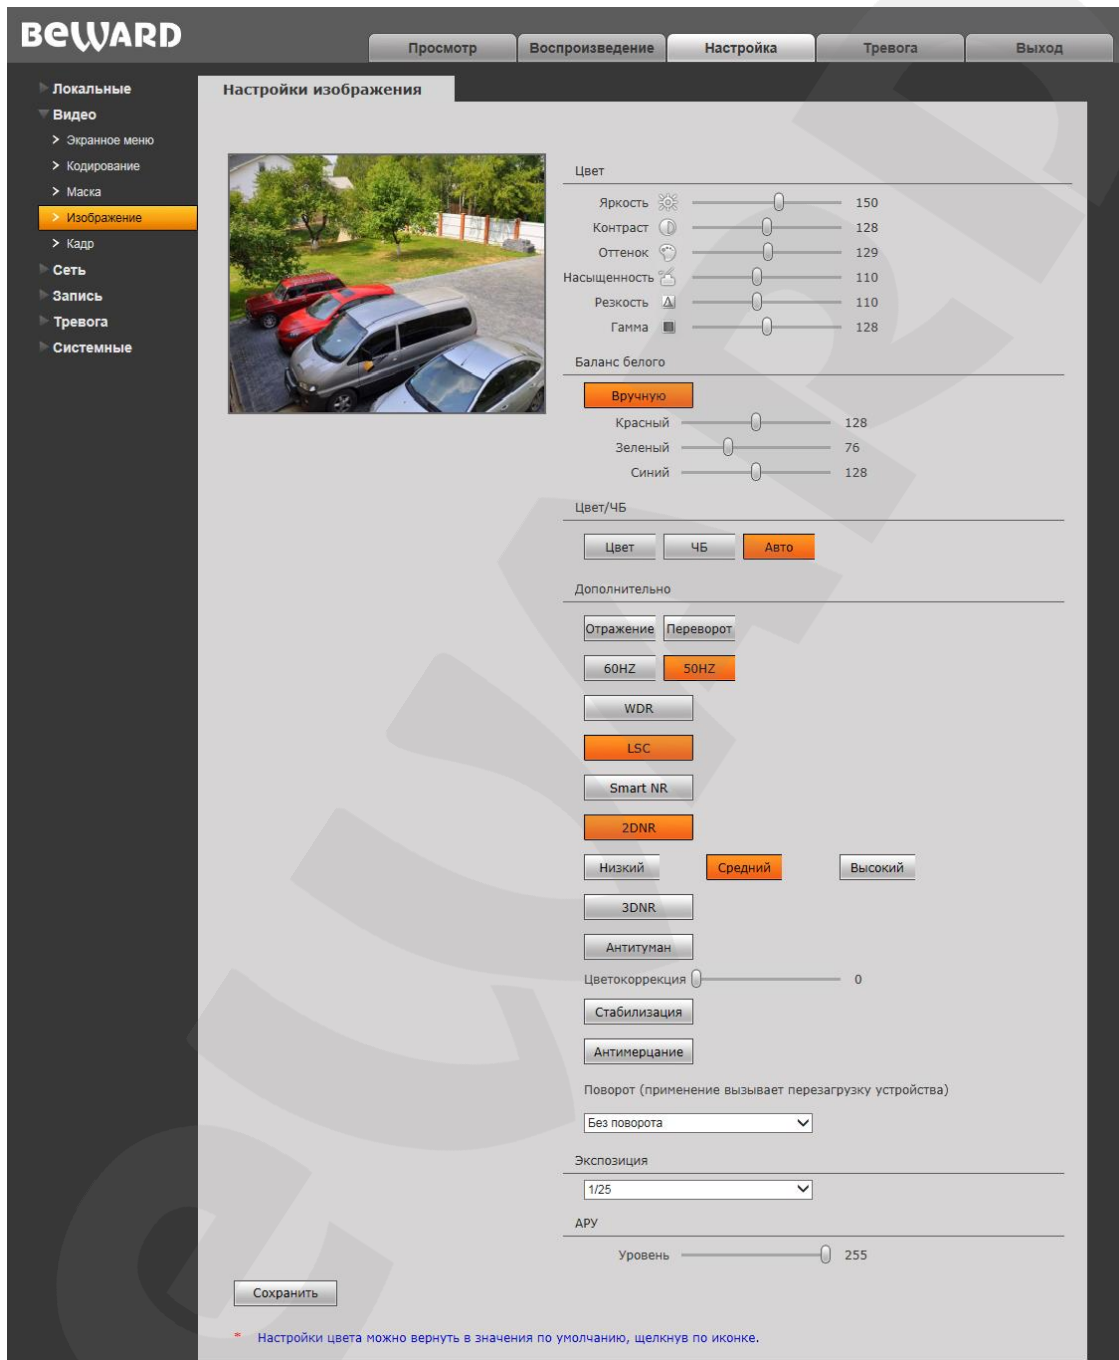 BEWARD
Просмотр Воспроизведение Настройка Тревога Выход
Локальные
Видео
> Экранное меню
> Кодирование
> Маска
> Изображение
> Кадр
Сеть
Запись
Тревога
Системные
Настройки изображения
Цвет
Яркость 150
Контраст 128
Оттенок 129
Насыщенность 110
Резкость 110
Гамма 128
Баланс белого
Вручную
Красный 128
Зеленый 76
Синий 128
Цвет/ЧБ
Цвет ЧБ Авто
Дополнительно
Отражение Переворот
60HZ 50HZ
WDR
LSC
Smart NR
2DNR
Низкий Средний Высокий
3DNR
Антитуман
Цветокоррекция 0
Стабилизация
Антимерцание
Поворот (применение вызывает перезагрузку устройства)
Без поворота
Экспозиция
1/25
АРУ
Уровень 255
Сохранить
* Настройки цвета можно вернуть в значения по умолчанию, щелкнув по иконке.